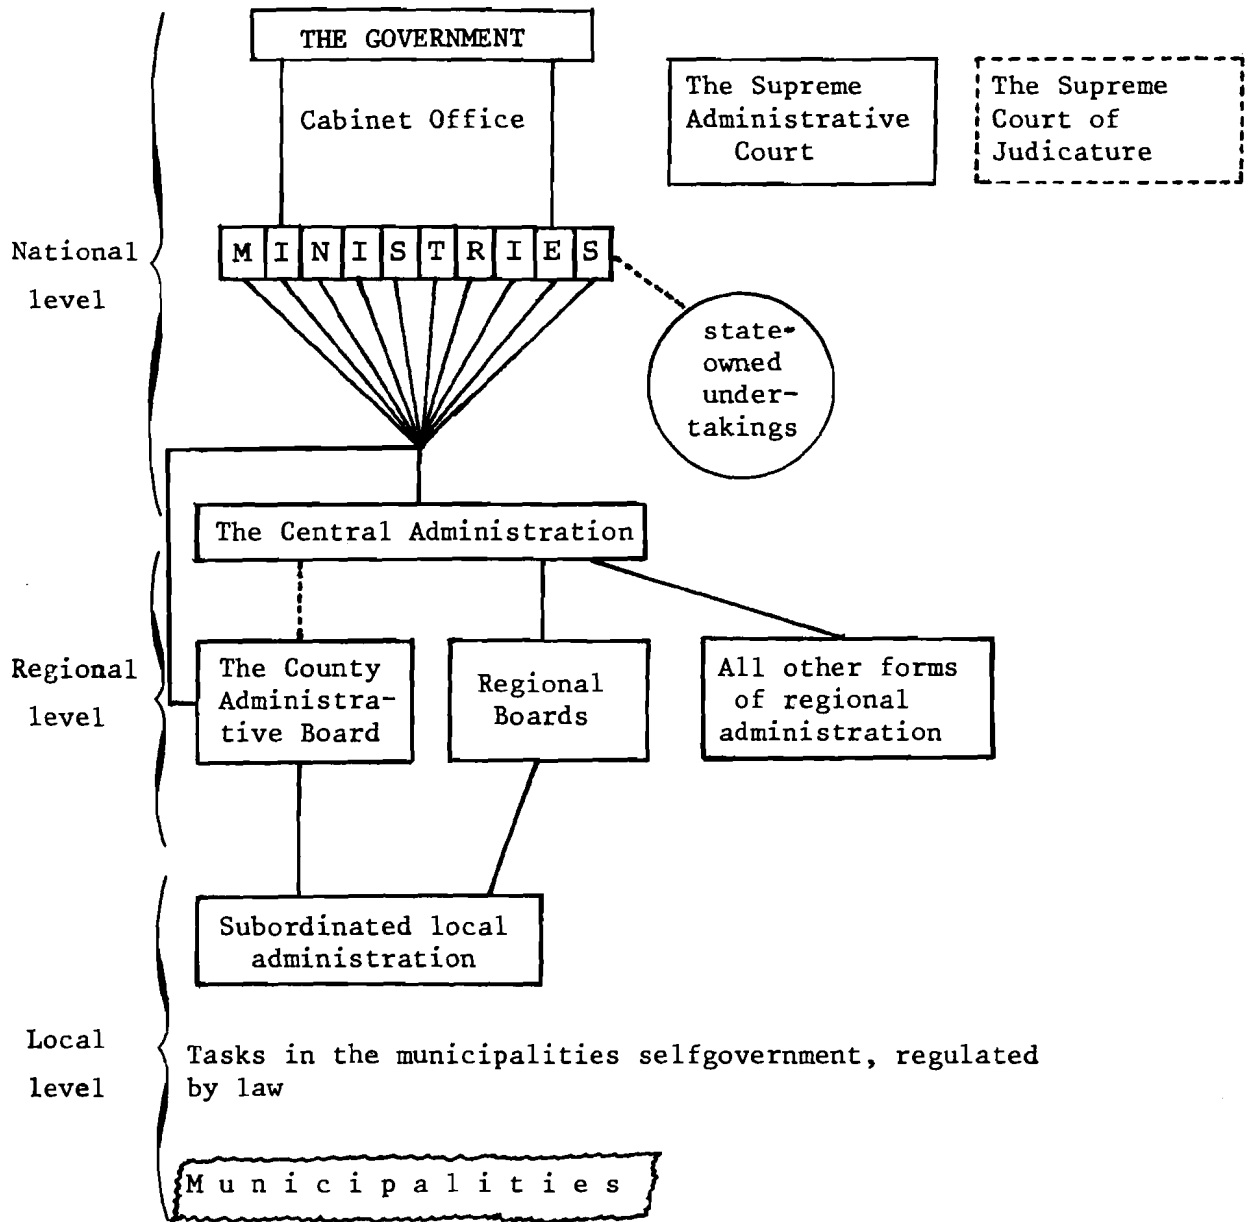 THE GOVERNMENT
Cabinet Office
The Supreme
Administrative
Court
The Supreme
Court of
Judicature
National
level
MINISTRIES
state-
owned
under-
takings
The Central Administration
Regional
level
The County
Administra-
tive Board
Regional
Boards
All other forms
of regional
administration
Subordinated local
administration
Local
level
Tasks in the municipalities selfgovernment, regulated
by law
Municipalities